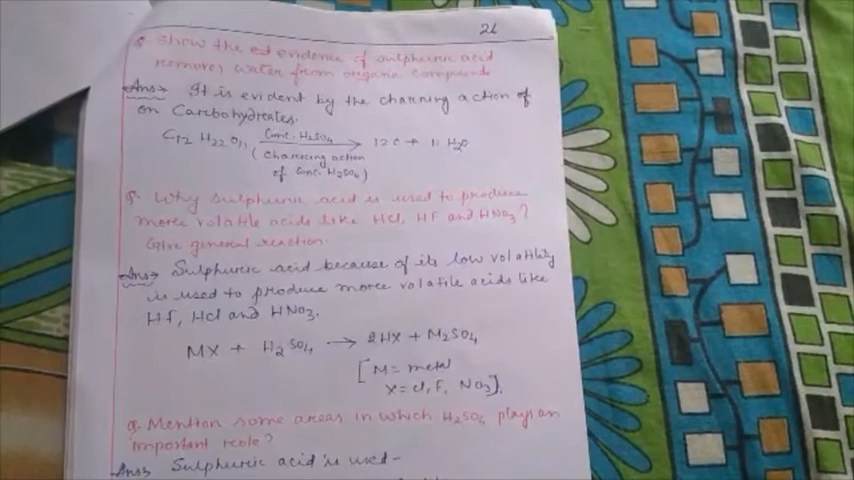 26
Q. Show the evidence of sulphuric acid
removes water from organic compounds
Ans→ It is evident by the charring action of
on Carbohydrates.
C12 H22 O11 Conc. H2SO4 → 12C + 11 H2O
(Charring action
of Conc. H2SO4)
Q. Why sulphuric acid is used to produce
more volatile acids like HCl, HF and HNO3?
Give general reaction.
Ans→ Sulphuric acid because of its low volatility
is used to produce more volatile acids like
HF, HCl and HNO3.
MX + H2SO4 → 2HX + M2SO4
[M = metal
X = Cl, F, NO3].
Q. Mention some areas in which H2SO4 plays an
important role?
Ans→ Sulphuric acid is used-